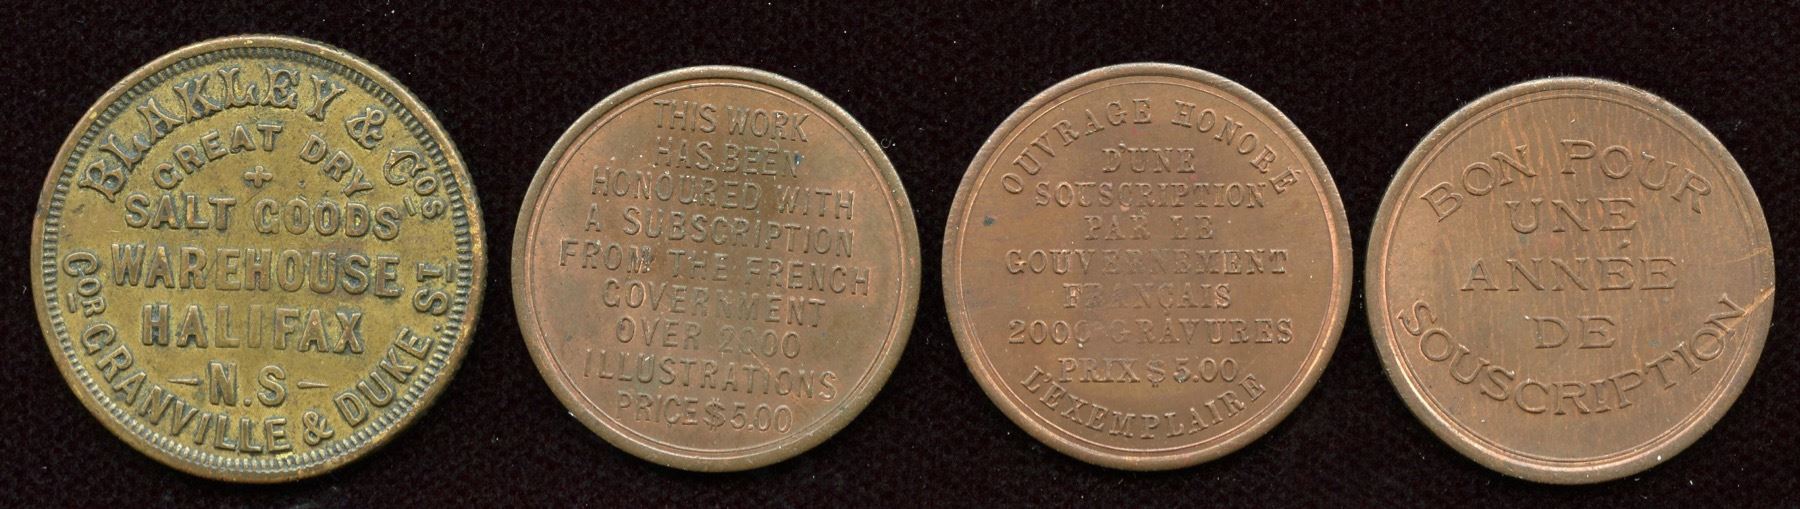 BLAKLEY & Cos
GREAT DRY
+
SALT GOODS
WAREHOUSE
HALIFAX
- N.S -
Cor GRANVILLE & DUKE. ST
THIS WORK
HAS BEEN
HONOURED WITH
A SUBSCRIPTION
FROM THE FRENCH
GOVERNMENT
OVER 2000
ILLUSTRATIONS
PRICE $5.00
OUVRAGE HONORÉ
D'UNE
SOUSCRIPTION
PAR LE
GOUVERNEMENT
FRANÇAIS
2000 GRAVURES
PRIX $ 5.00
L'EXEMPLAIRE
BON POUR
UNE
ANNÉE
DE
SOUSCRIPTION